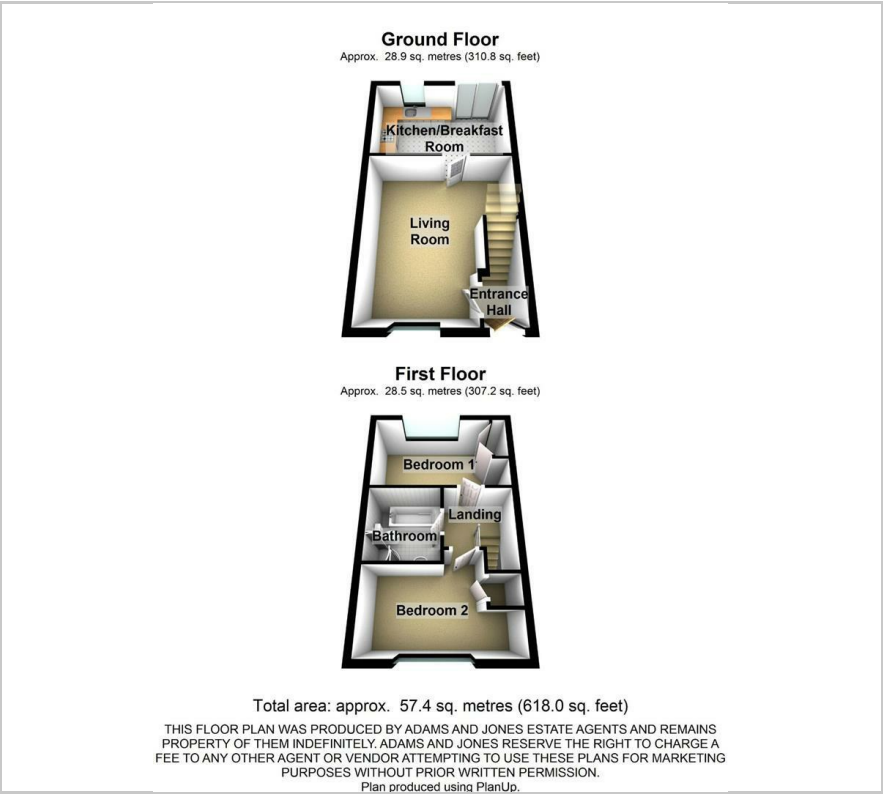 Ground Floor
Approx. 28.9 sq. metres (310.8 sq. feet)
Kitchen/Breakfast
Room
Living
Room
Entrance
Hall
First Floor
Approx. 28.5 sq. metres (307.2 sq. feet)
Bedroom 1
Landing
Bathroom
Bedroom 2
Total area: approx. 57.4 sq. metres (618.0 sq. feet)
THIS FLOOR PLAN WAS PRODUCED BY ADAMS AND JONES ESTATE AGENTS AND REMAINS
PROPERTY OF THEM INDEFINITELY. ADAMS AND JONES RESERVE THE RIGHT TO CHARGE A
FEE TO ANY OTHER AGENT OR VENDOR ATTEMPTING TO USE THESE PLANS FOR MARKETING
PURPOSES WITHOUT PRIOR WRITTEN PERMISSION.
Plan produced using PlanUp.